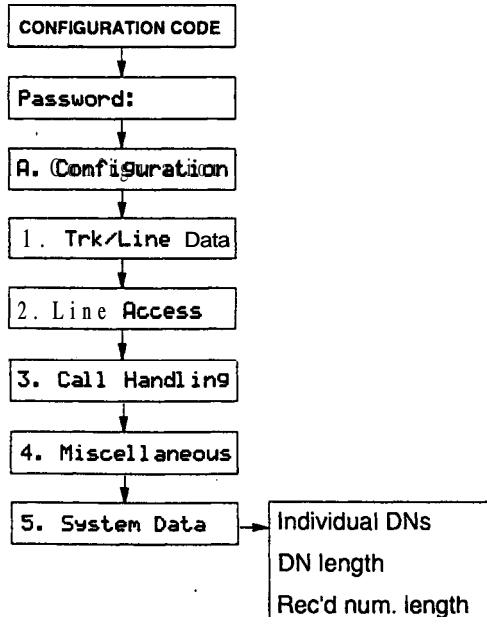 CONFIGURATION CODE
Password:
A. Configuration
1. Trk/Line Data
2. Line Access
3. Call Handling
4. Miscellaneous
5. System Data
Individual DNs
DN length
Rec'd num. length